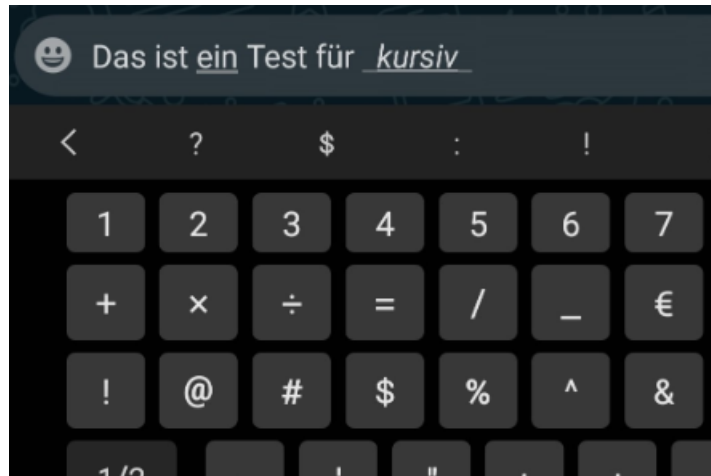 Das ist ein Test für _kursiv_
< ? $ : !
1 2 3 4 5 6 7
+ × ÷ = / _ €
! @ # $ % ^ &